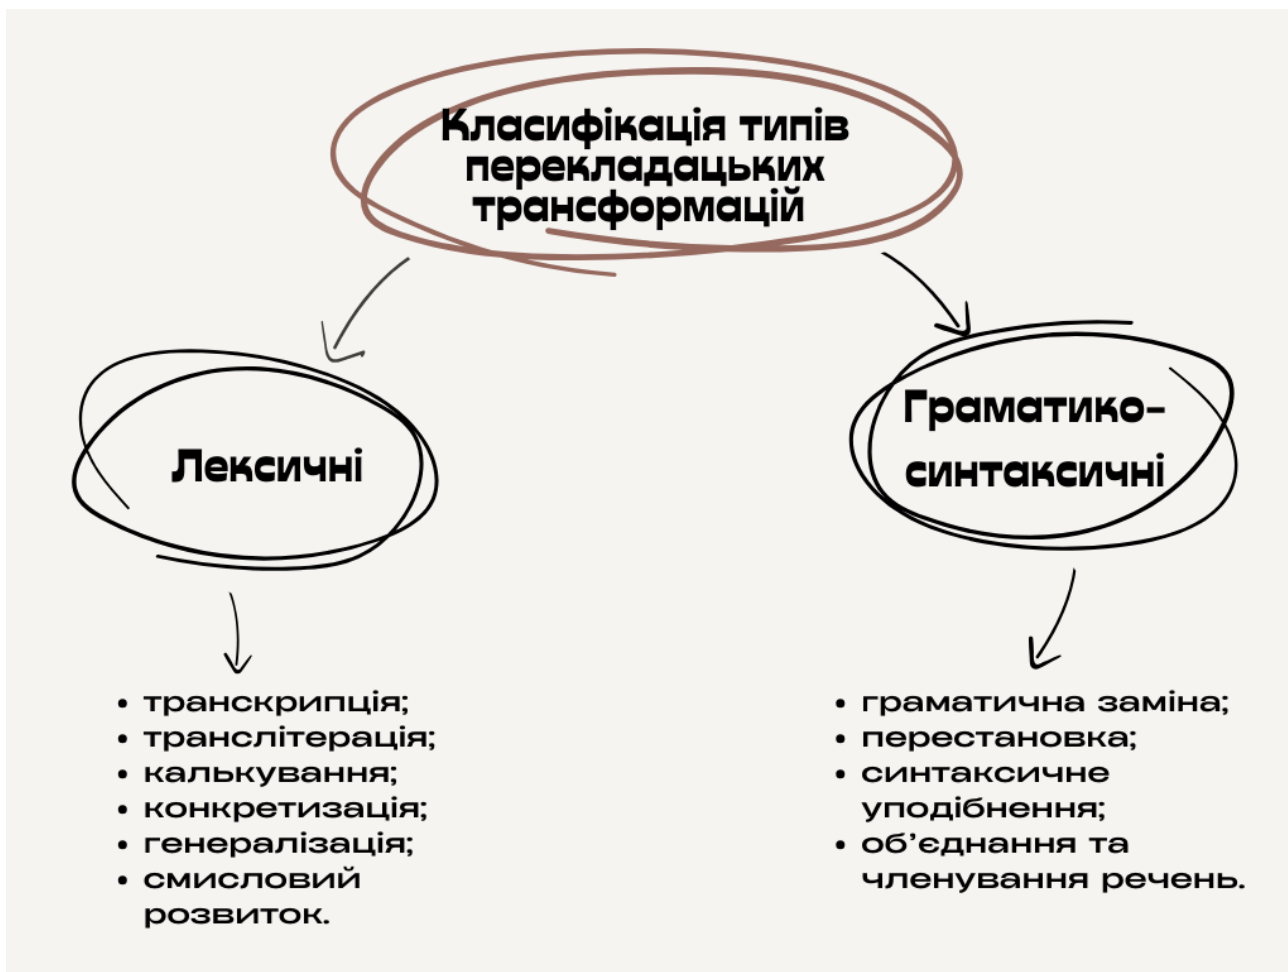 Класифікація типів
перекладацьких
трансформацій
Лексичні
Граматико-
синтаксичні
• транскрипція;
• транслітерація;
• калькування;
• конкретизація;
• генералізація;
• смисловий
розвиток.
• граматична заміна;
• перестановка;
• синтаксичне
уподібнення;
• об’єднання та
членування речень.